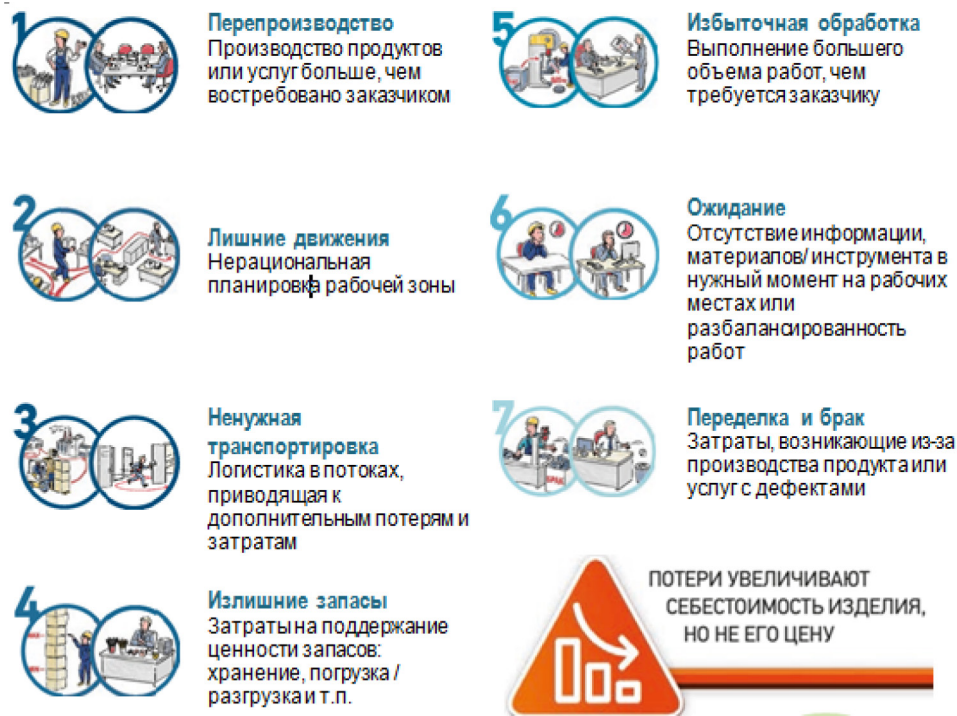 1
Перепроизводство
Производство продуктов
или услуг больше, чем
востребовано заказчиком
2
Лишние движения
Нерациональная
планировка рабочей зоны
3
Ненужная
транспортировка
Логистика в потоках,
приводящая к
дополнительным потерям и
затратам
4
Излишние запасы
Затраты на поддержание
ценности запасов:
хранение, погрузка /
разгрузка и т.п.
5
Избыточная обработка
Выполнение большего
объема работ, чем
требуется заказчику
6
Ожидание
Отсутствие информации,
материалов/ инструмента в
нужный момент на рабочих
местах или
разбалансированность
работ
7
Переделка и брак
Затраты, возникающие из-за
производства продукта или
услуг с дефектами
БРАК
ПОТЕРИ УВЕЛИЧИВАЮТ
СЕБЕСТОИМОСТЬ ИЗДЕЛИЯ,
НО НЕ ЕГО ЦЕНУ